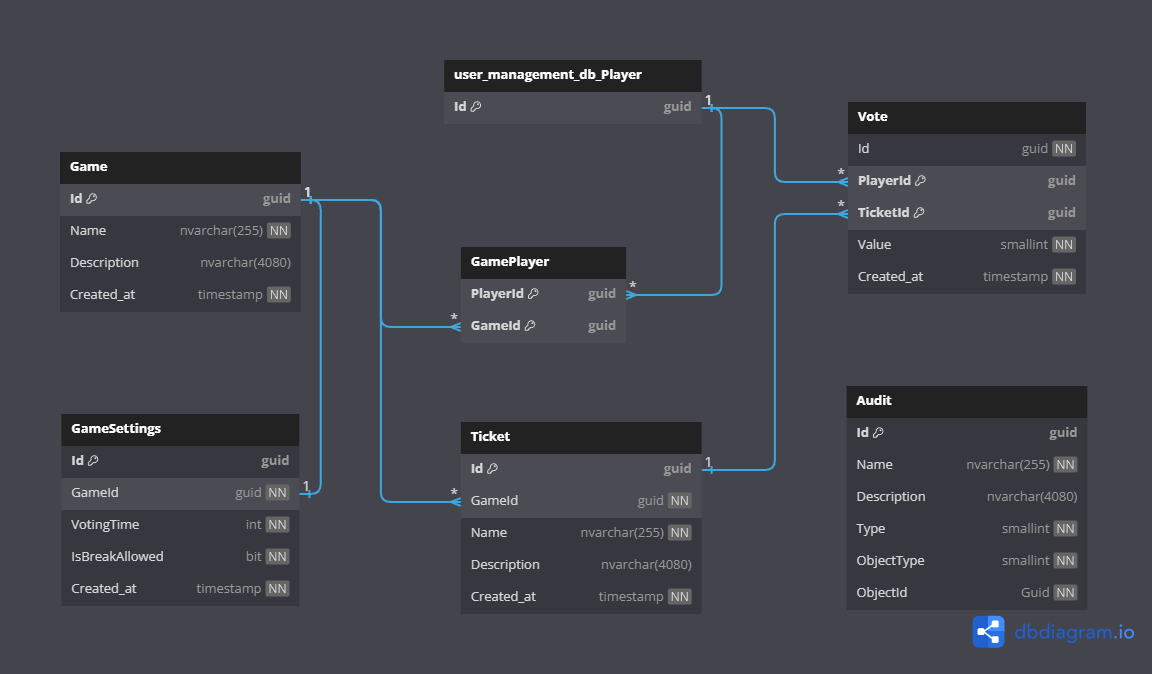 user_management_db_Player
Id guid
1
Vote
Id guid NN
* PlayerId guid
* TicketId guid
Value smallint NN
Created_at timestamp NN
Game
Id guid
1
Name nvarchar(255) NN
Description nvarchar(4080)
Created_at timestamp NN
GamePlayer
PlayerId guid *
* GameId guid
GameSettings
Id guid
GameId guid NN 1
VotingTime int NN
IsBreakAllowed bit NN
Created_at timestamp NN
Ticket
Id guid 1
* GameId guid NN
Name nvarchar(255) NN
Description nvarchar(4080)
Created_at timestamp NN
Audit
Id guid
Name nvarchar(255) NN
Description nvarchar(4080)
Type smallint NN
ObjectType smallint NN
ObjectId Guid NN
dbdiagram.io